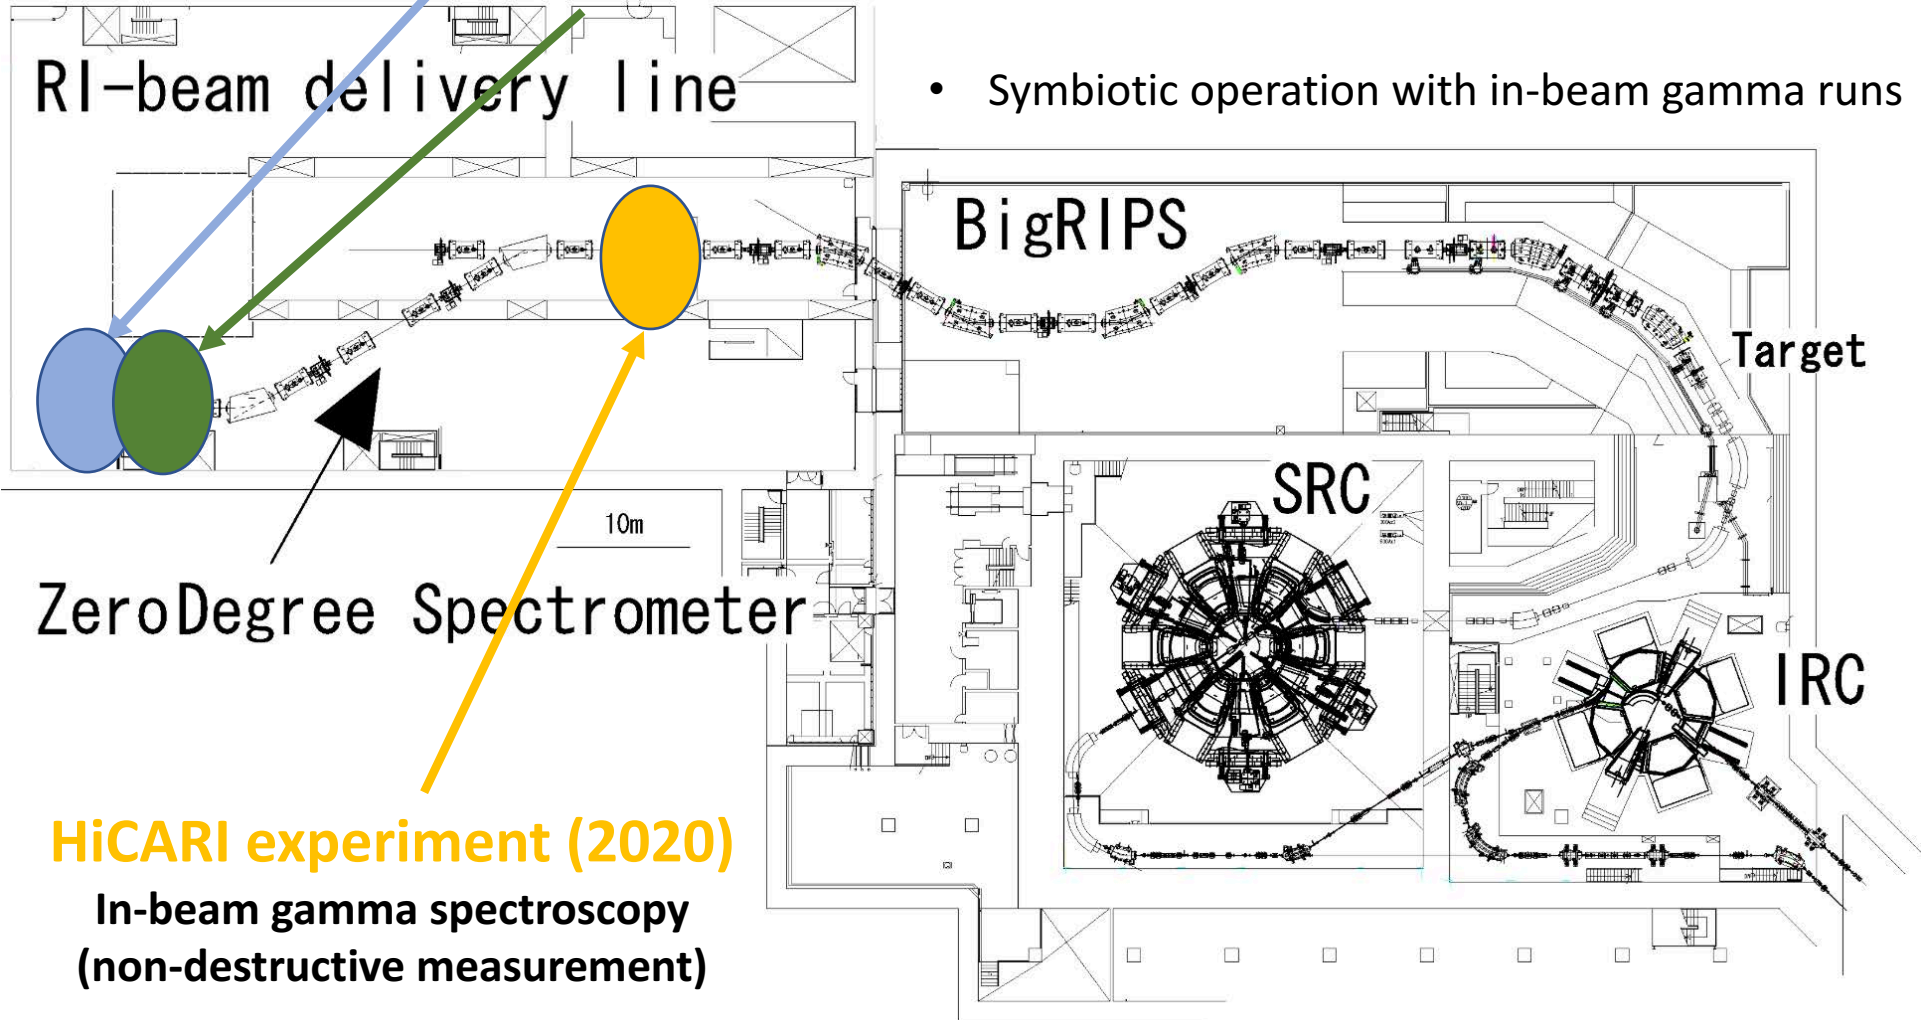 RI-beam delivery line
• Symbiotic operation with in-beam gamma runs
BigRIPS
Target
SRC
10m
ZeroDegree Spectrometer
IRC
HiCARI experiment (2020)
In-beam gamma spectroscopy
(non-destructive measurement)